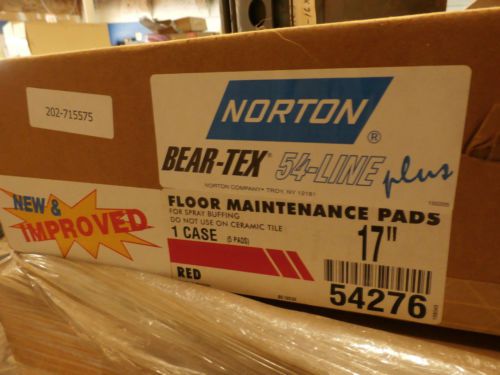 202-715575
NORTON
®
BEAR-TEX® 54-LINE plus
NORTON COMPANY • TROY, NY 12181
NEW &
IMPROVED
FLOOR MAINTENANCE PADS
FOR SPRAY BUFFING
DO NOT USE ON CERAMIC TILE
1 CASE (5 PADS) 17"
RED
54276